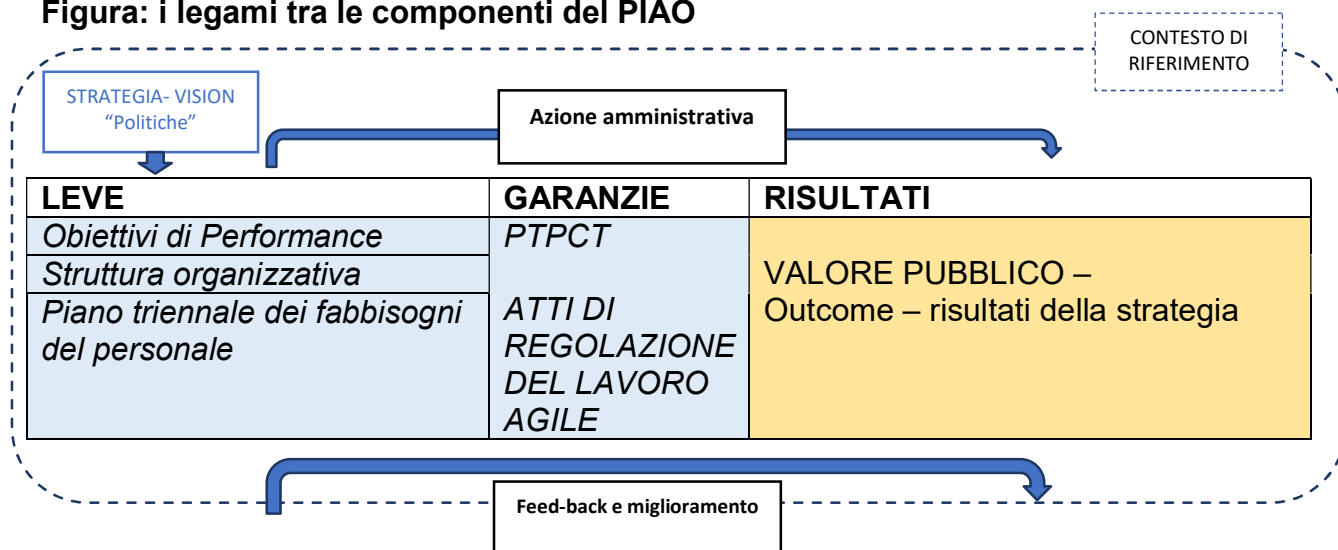 Figura: i legami tra le componenti del PIAO
CONTESTO DI
RIFERIMENTO
STRATEGIA- VISION
“Politiche”
Azione amministrativa
LEVE
GARANZIE
RISULTATI
Obiettivi di Performance
Struttura organizzativa
Piano triennale dei fabbisogni
del personale
PTPCT
ATTI DI
REGOLAZIONE
DEL LAVORO
AGILE
VALORE PUBBLICO –
Outcome – risultati della strategia
Feed-back e miglioramento